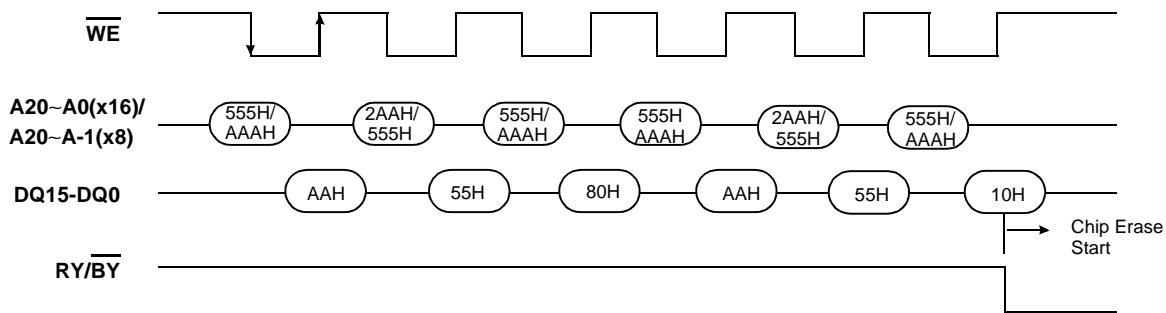 WE
A20~A0(x16)/
A20~A-1(x8)
555H/
AAAH
2AAH/
555H
555H/
AAAH
555H
AAAH
2AAH/
555H
555H/
AAAH
DQ15-DQ0
AAH
55H
80H
AAH
55H
10H
Chip Erase
Start
RY/BY